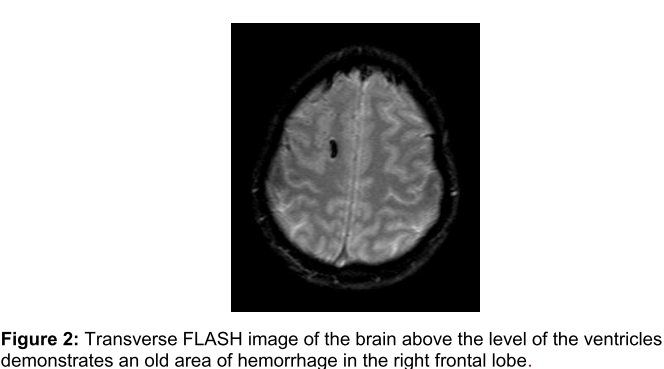 Figure 2: Transverse FLASH image of the brain above the level of the ventricles
demonstrates an old area of hemorrhage in the right frontal lobe.